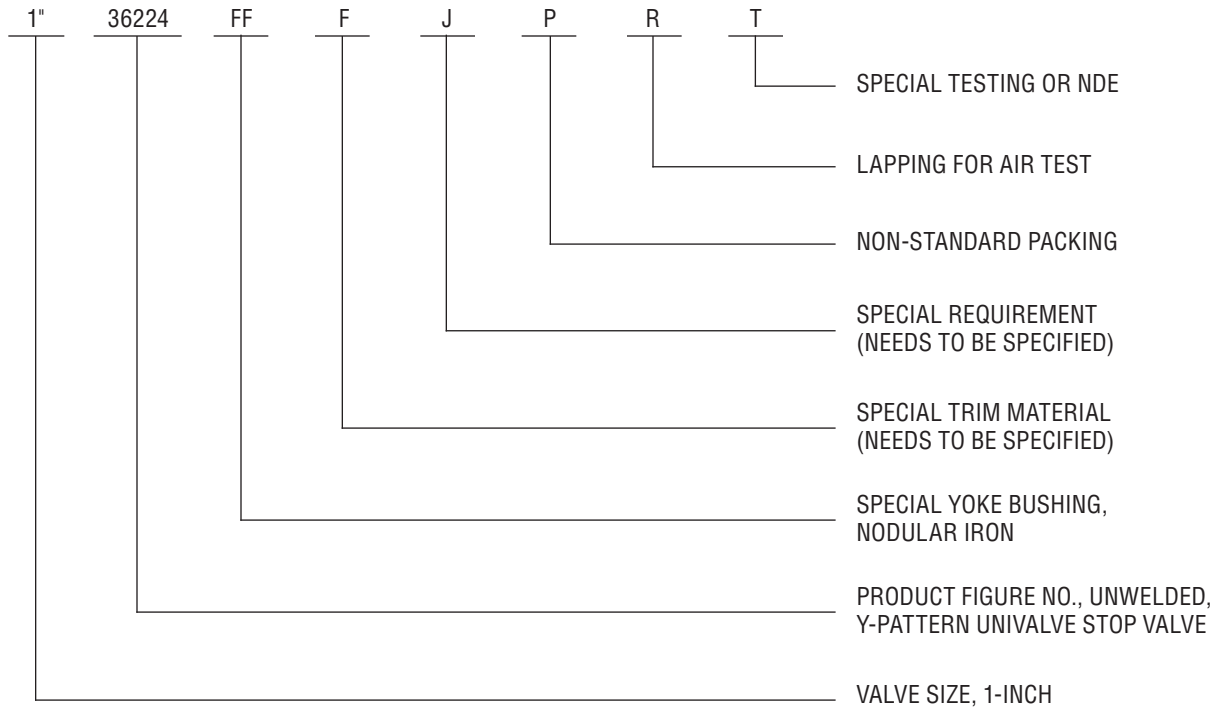 1" 36224 FF F J P R T
SPECIAL TESTING OR NDE
LAPPING FOR AIR TEST
NON-STANDARD PACKING
SPECIAL REQUIREMENT
(NEEDS TO BE SPECIFIED)
SPECIAL TRIM MATERIAL
(NEEDS TO BE SPECIFIED)
SPECIAL YOKE BUSHING,
NODULAR IRON
PRODUCT FIGURE NO., UNWELDED,
Y-PATTERN UNIVALVE STOP VALVE
VALVE SIZE, 1-INCH